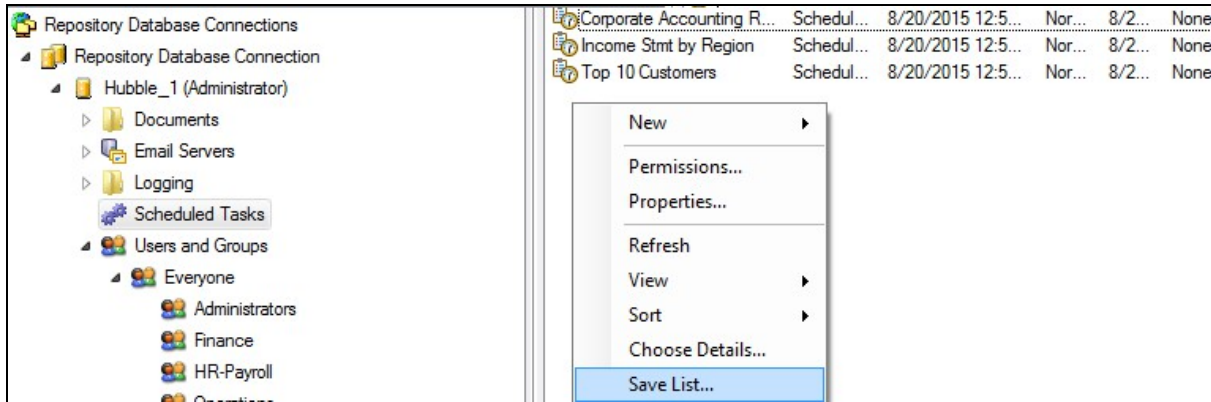 Repository Database Connections
Repository Database Connection
Hubble_1 (Administrator)
Documents
Email Servers
Logging
Scheduled Tasks
Users and Groups
Everyone
Administrators
Finance
HR-Payroll
Operations
Corporate Accounting R... Schedul... 8/20/2015 12:5... Nor... 8/2... None
Income Stmt by Region Schedul... 8/20/2015 12:5... Nor... 8/2... None
Top 10 Customers Schedul... 8/20/2015 12:5... Nor... 8/2... None
New
Permissions...
Properties...
Refresh
View
Sort
Choose Details...
Save List...